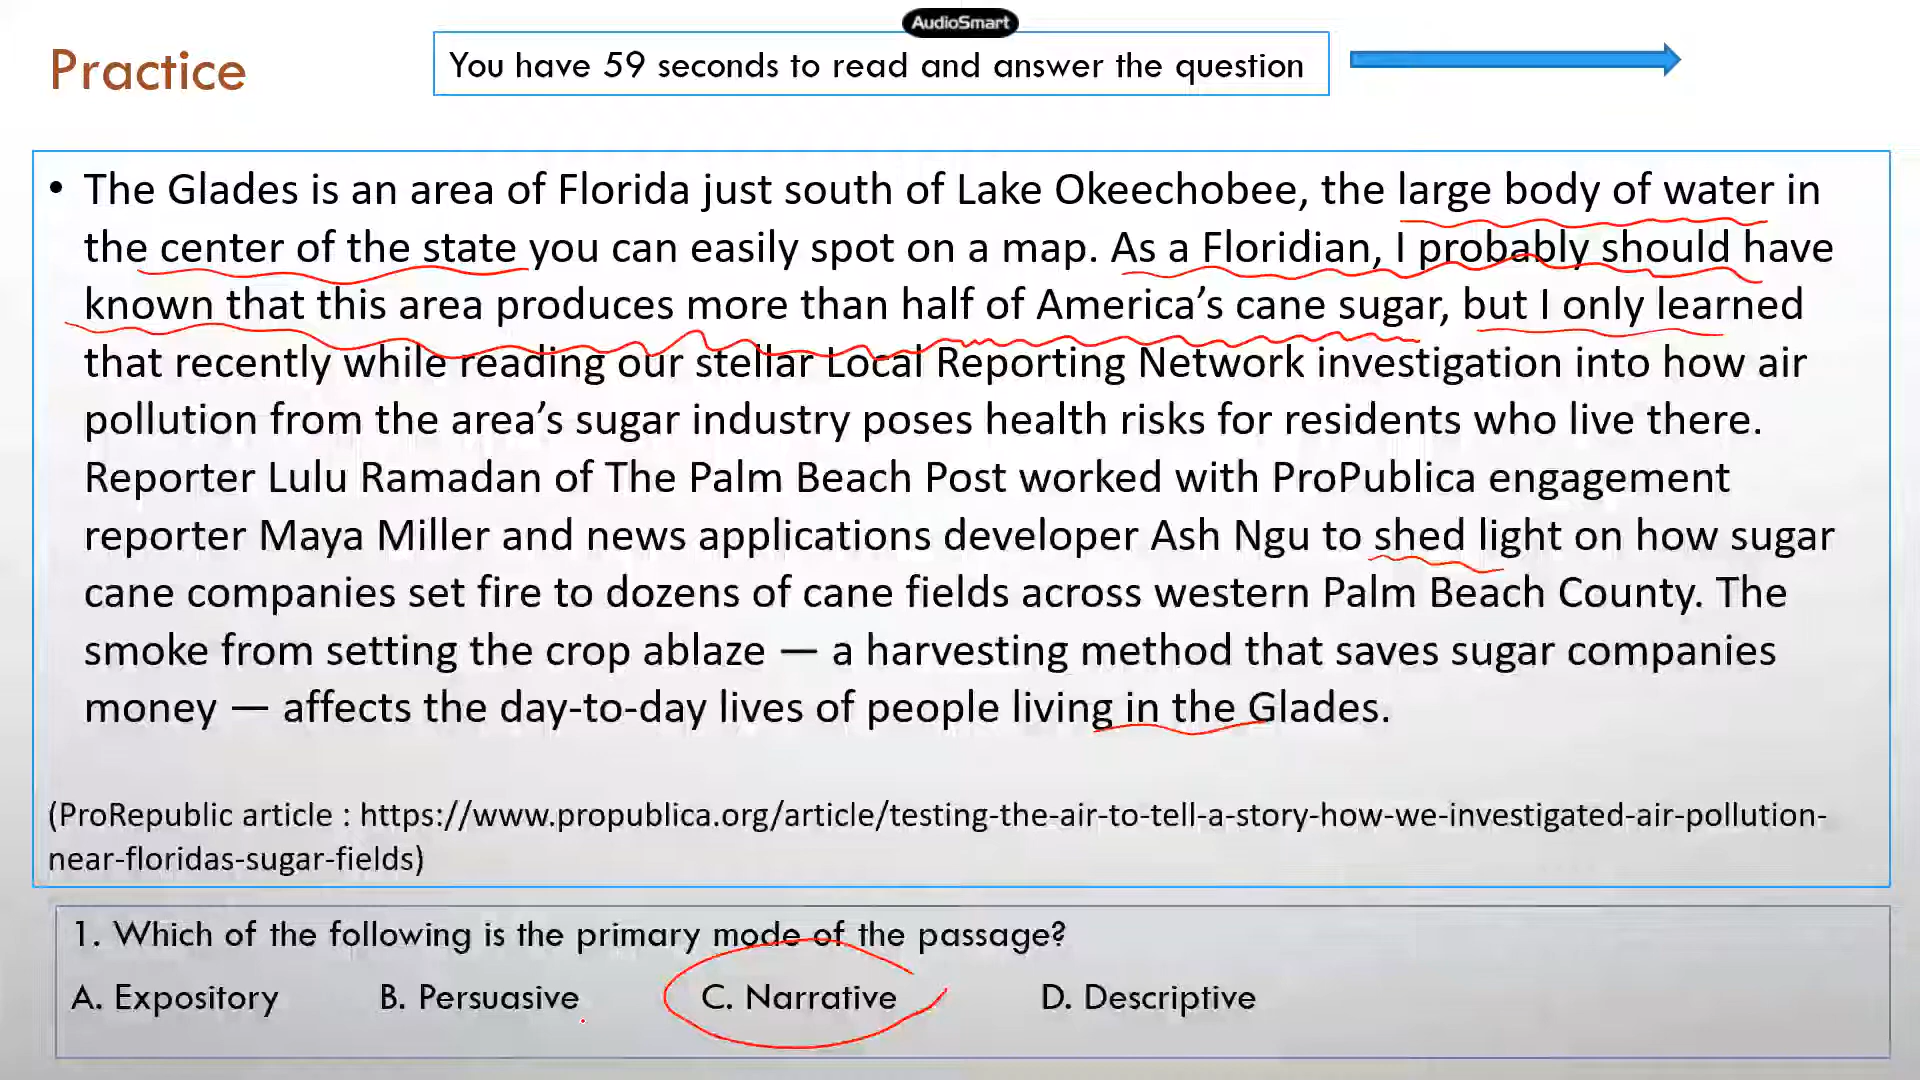 AudioSmart
Practice
You have 59 seconds to read and answer the question
• The Glades is an area of Florida just south of Lake Okeechobee, the large body of water in
the center of the state you can easily spot on a map. As a Floridian, I probably should have
known that this area produces more than half of America’s cane sugar, but I only learned
that recently while reading our stellar Local Reporting Network investigation into how air
pollution from the area’s sugar industry poses health risks for residents who live there.
Reporter Lulu Ramadan of The Palm Beach Post worked with ProPublica engagement
reporter Maya Miller and news applications developer Ash Ngu to shed light on how sugar
cane companies set fire to dozens of cane fields across western Palm Beach County. The
smoke from setting the crop ablaze — a harvesting method that saves sugar companies
money — affects the day-to-day lives of people living in the Glades.
(ProRepublic article : https://www.propublica.org/article/testing-the-air-to-tell-a-story-how-we-investigated-air-pollution-
near-floridas-sugar-fields)
1. Which of the following is the primary mode of the passage?
A. Expository B. Persuasive C. Narrative D. Descriptive